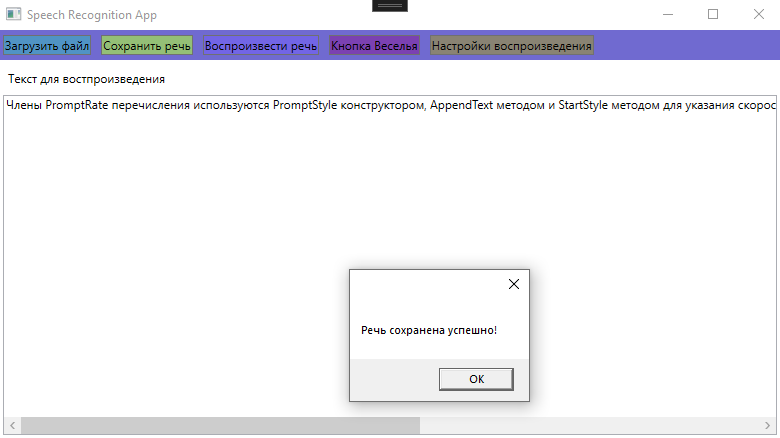 Speech Recognition App
Загрузить файл Сохранить речь Воспроизвести речь Кнопка Веселья Настройки воспроизведения
Текст для воспроизведения
Члены PromptRate перечисления используются PromptStyle конструктором, AppendText методом и StartStyle методом для указания скорос
Речь сохранена успешно!
OK